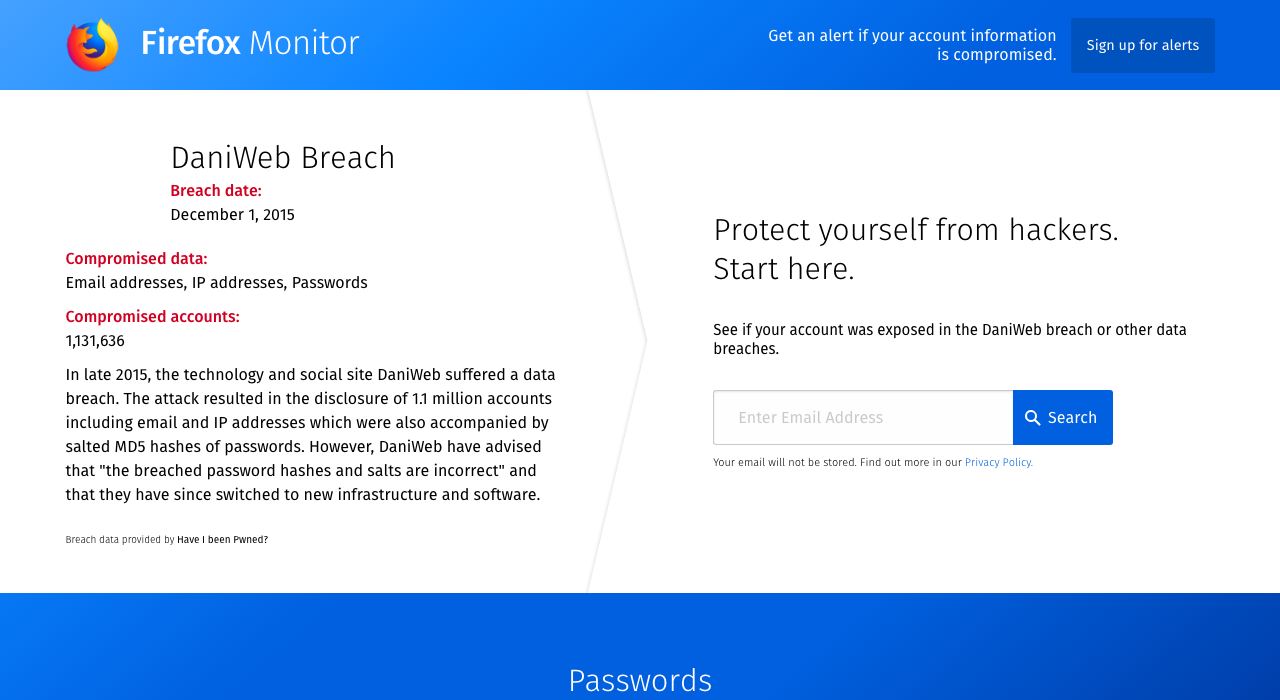 Firefox Monitor
Get an alert if your account information
is compromised.
Sign up for alerts
DaniWeb Breach
Breach date:
December 1, 2015
Compromised data:
Email addresses, IP addresses, Passwords
Compromised accounts:
1,131,636
In late 2015, the technology and social site DaniWeb suffered a data
breach. The attack resulted in the disclosure of 1.1 million accounts
including email and IP addresses which were also accompanied by
salted MD5 hashes of passwords. However, DaniWeb have advised
that "the breached password hashes and salts are incorrect" and
that they have since switched to new infrastructure and software.
Breach data provided by Have I been Pwned?
Protect yourself from hackers.
Start here.
See if your account was exposed in the DaniWeb breach or other data
breaches.
Enter Email Address
Search
Your email will not be stored. Find out more in our Privacy Policy.
Passwords